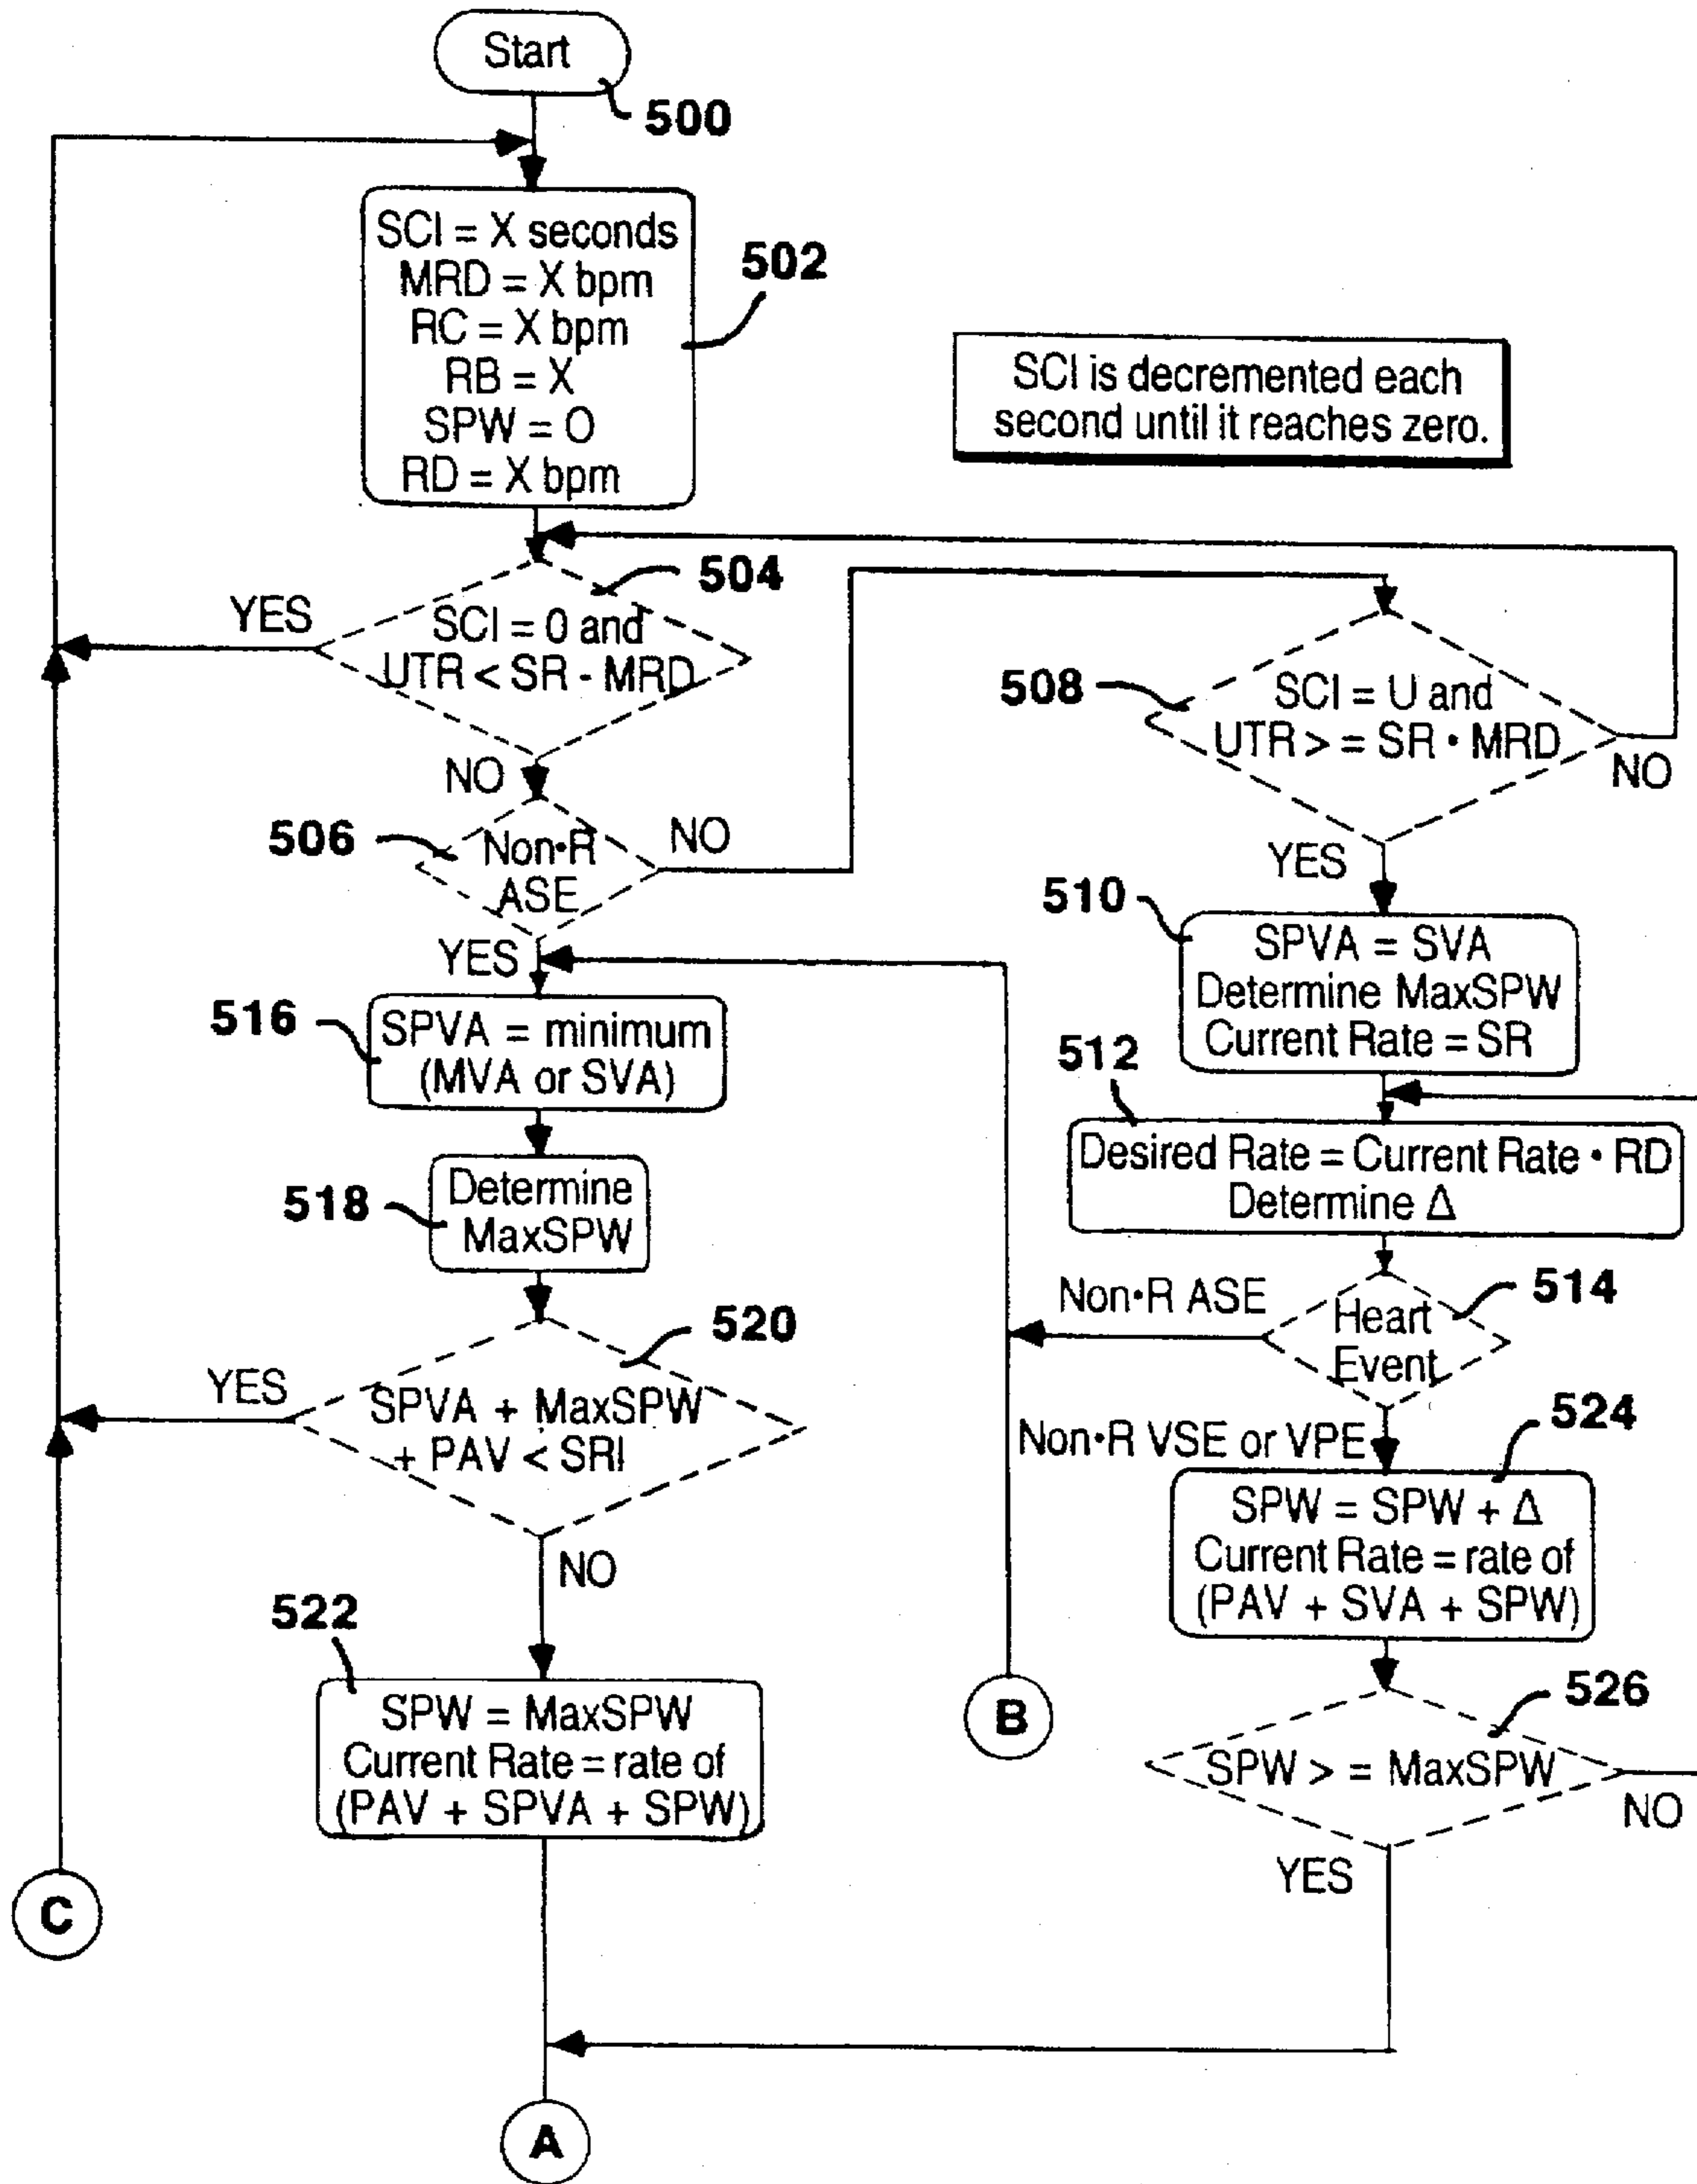 Start
500
SCI = X seconds
MRD = X bpm
RC = X bpm
RB = X
SPW = O
RD = X bpm
502
SCI is decremented each
second until it reaches zero.
504
YES
SCI = 0 and
UTR < SR - MRD
NO
506
Non•R
ASE
NO
YES
508
SCI = U and
UTR > = SR • MRD
NO
YES
510
SPVA = SVA
Determine MaxSPW
Current Rate = SR
512
Desired Rate = Current Rate • RD
Determine Δ
516
SPVA = minimum
(MVA or SVA)
518
Determine
MaxSPW
514
Non•R ASE
Heart
Event
Non•R VSE or VPE
520
YES
SPVA + MaxSPW
+ PAV < SRI
NO
524
SPW = SPW + Δ
Current Rate = rate of
(PAV + SVA + SPW)
522
SPW = MaxSPW
Current Rate = rate of
(PAV + SPVA + SPW)
B
526
SPW > = MaxSPW
NO
YES
C
A